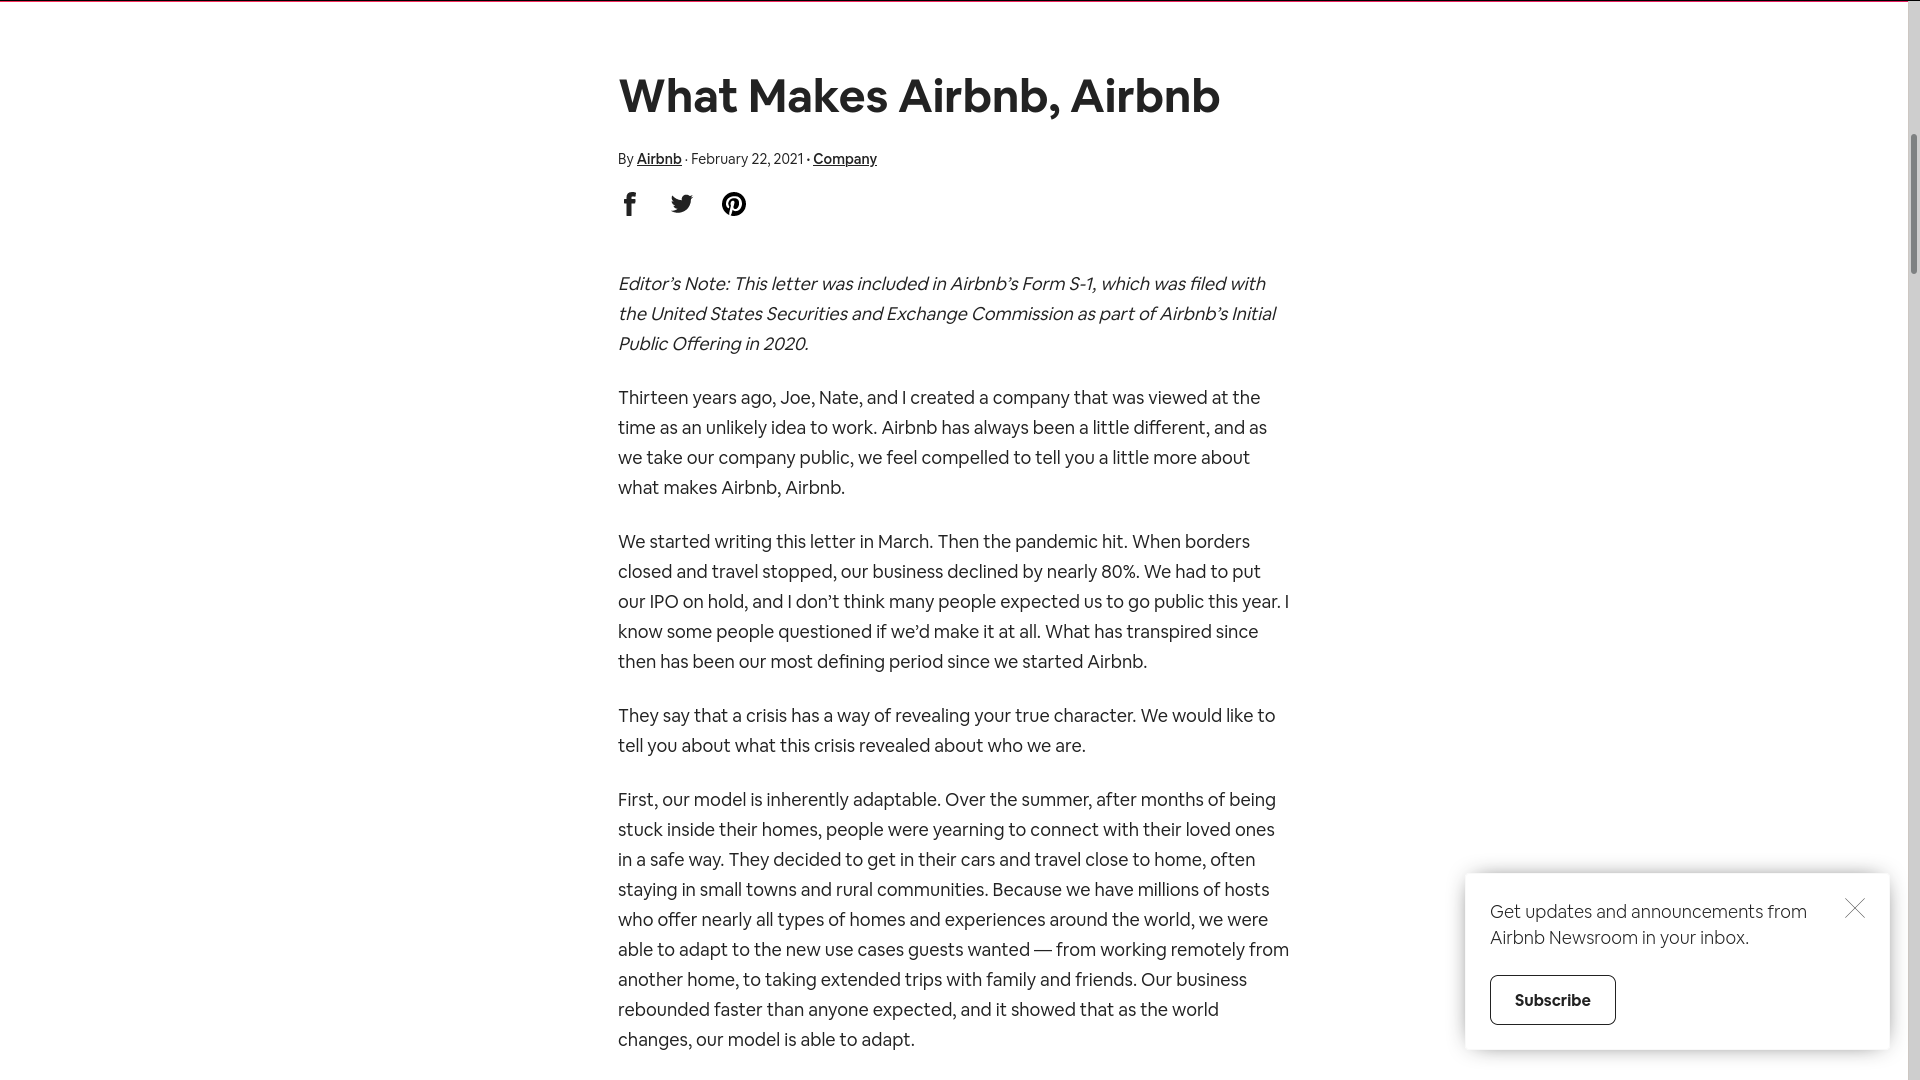 What Makes Airbnb, Airbnb
By Airbnb · February 22, 2021 · Company
Editor’s Note: This letter was included in Airbnb’s Form S-1, which was filed with
the United States Securities and Exchange Commission as part of Airbnb’s Initial
Public Offering in 2020.
Thirteen years ago, Joe, Nate, and I created a company that was viewed at the
time as an unlikely idea to work. Airbnb has always been a little different, and as
we take our company public, we feel compelled to tell you a little more about
what makes Airbnb, Airbnb.
We started writing this letter in March. Then the pandemic hit. When borders
closed and travel stopped, our business declined by nearly 80%. We had to put
our IPO on hold, and I don’t think many people expected us to go public this year. I
know some people questioned if we’d make it at all. What has transpired since
then has been our most defining period since we started Airbnb.
They say that a crisis has a way of revealing your true character. We would like to
tell you about what this crisis revealed about who we are.
First, our model is inherently adaptable. Over the summer, after months of being
stuck inside their homes, people were yearning to connect with their loved ones
in a safe way. They decided to get in their cars and travel close to home, often
staying in small towns and rural communities. Because we have millions of hosts
who offer nearly all types of homes and experiences around the world, we were
able to adapt to the new use cases guests wanted — from working remotely from
another home, to taking extended trips with family and friends. Our business
rebounded faster than anyone expected, and it showed that as the world
changes, our model is able to adapt.
Get updates and announcements from
Airbnb Newsroom in your inbox.
Subscribe